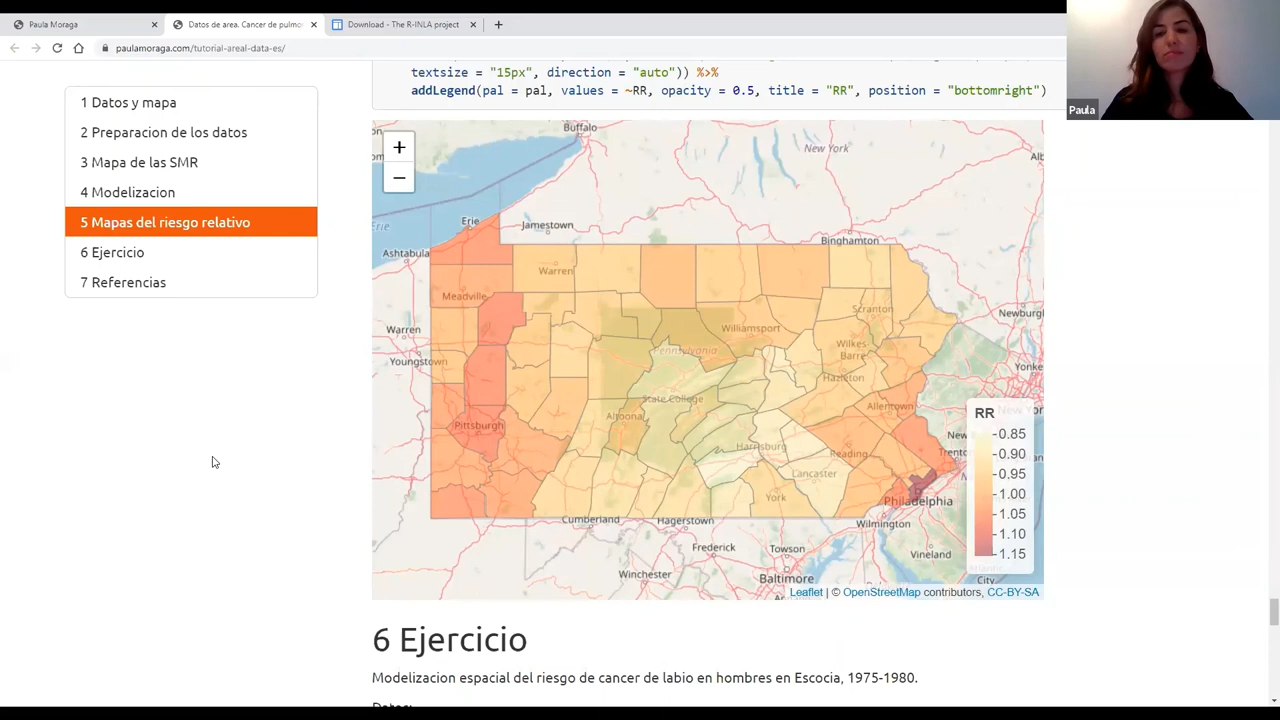 Paula Moraga
Datos de area. Cancer de pulmo
Download - The R-INLA project
paulamoraga.com/tutorial-areal-data-es/
textsize = "15px", direction = "auto")) %>%
addLegend(pal = pal, values = ~RR, opacity = 0.5, title = "RR", position = "bottomright")
Paula
1 Datos y mapa
2 Preparacion de los datos
3 Mapa de las SMR
4 Modelizacion
5 Mapas del riesgo relativo
6 Ejercicio
7 Referencias
+
−
Buffalo
New York
Erie
Erie
Jamestown
Binghamton
Ashtabula
Warren
Meadville
Scranton
Newburgh
Warren
Williamsport
Pennsylvania
Wilkes-
Barre
Youngstown
Yonke
Hazleton
State College
Allentown
Altoona
Pittsburgh
Harrisburg
Reading
Lancaster
Trento
York
Philadelphia
Cumberland
Hagerstown
Wilmington
Frederick
Towson
Vineland
Winchester
Baltimore
City
RR
0.85
0.90
0.95
1.00
1.05
1.10
1.15
Leaflet | © OpenStreetMap contributors, CC-BY-SA
6 Ejercicio
Modelizacion espacial del riesgo de cancer de labio en hombres en Escocia, 1975-1980.
Datos: